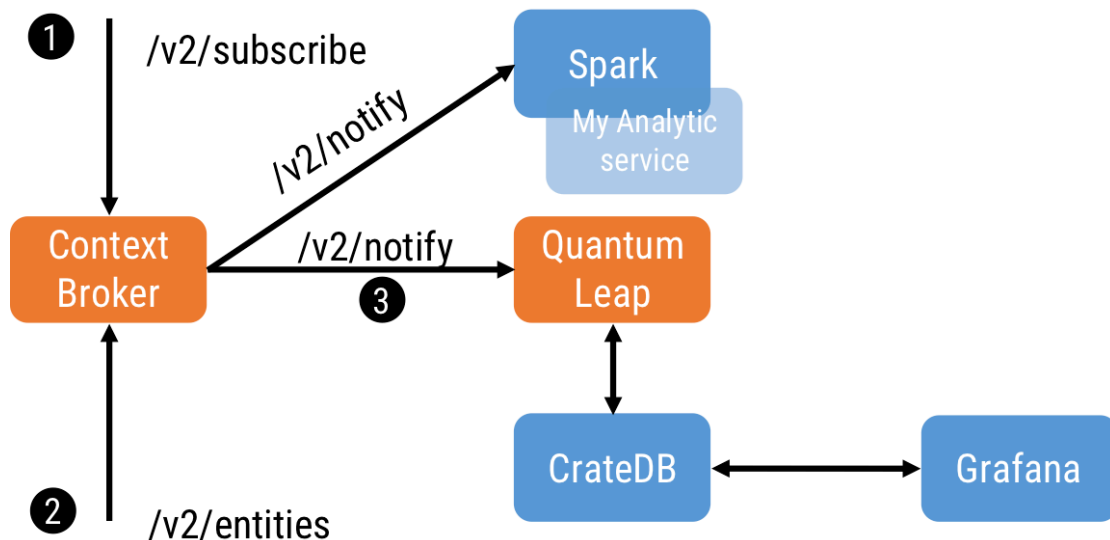 1
/v2/subscribe
Spark
My Analytic
service
/v2/notify
Context
Broker
/v2/notify
3
Quantum
Leap
CrateDB
Grafana
2
/v2/entities